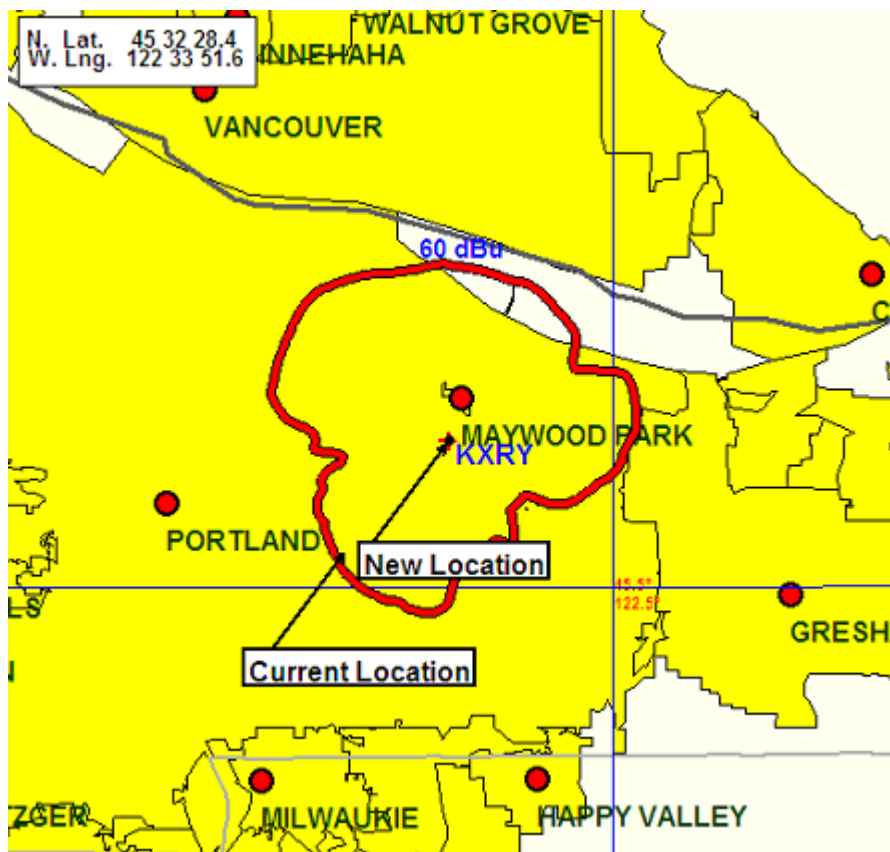 WALNUT GROVE
N. Lat. 45 32 28.4
W. Lng. 122 33 51.6
INNEHAHA
VANCOUVER
60 dBu
C
MAYWOOD PARK
KXRY
PORTLAND
New Location
45.5°
122.5°
LS
GRESH
N
Current Location
ZGER
MILWAUKIE
HAPPY VALLEY